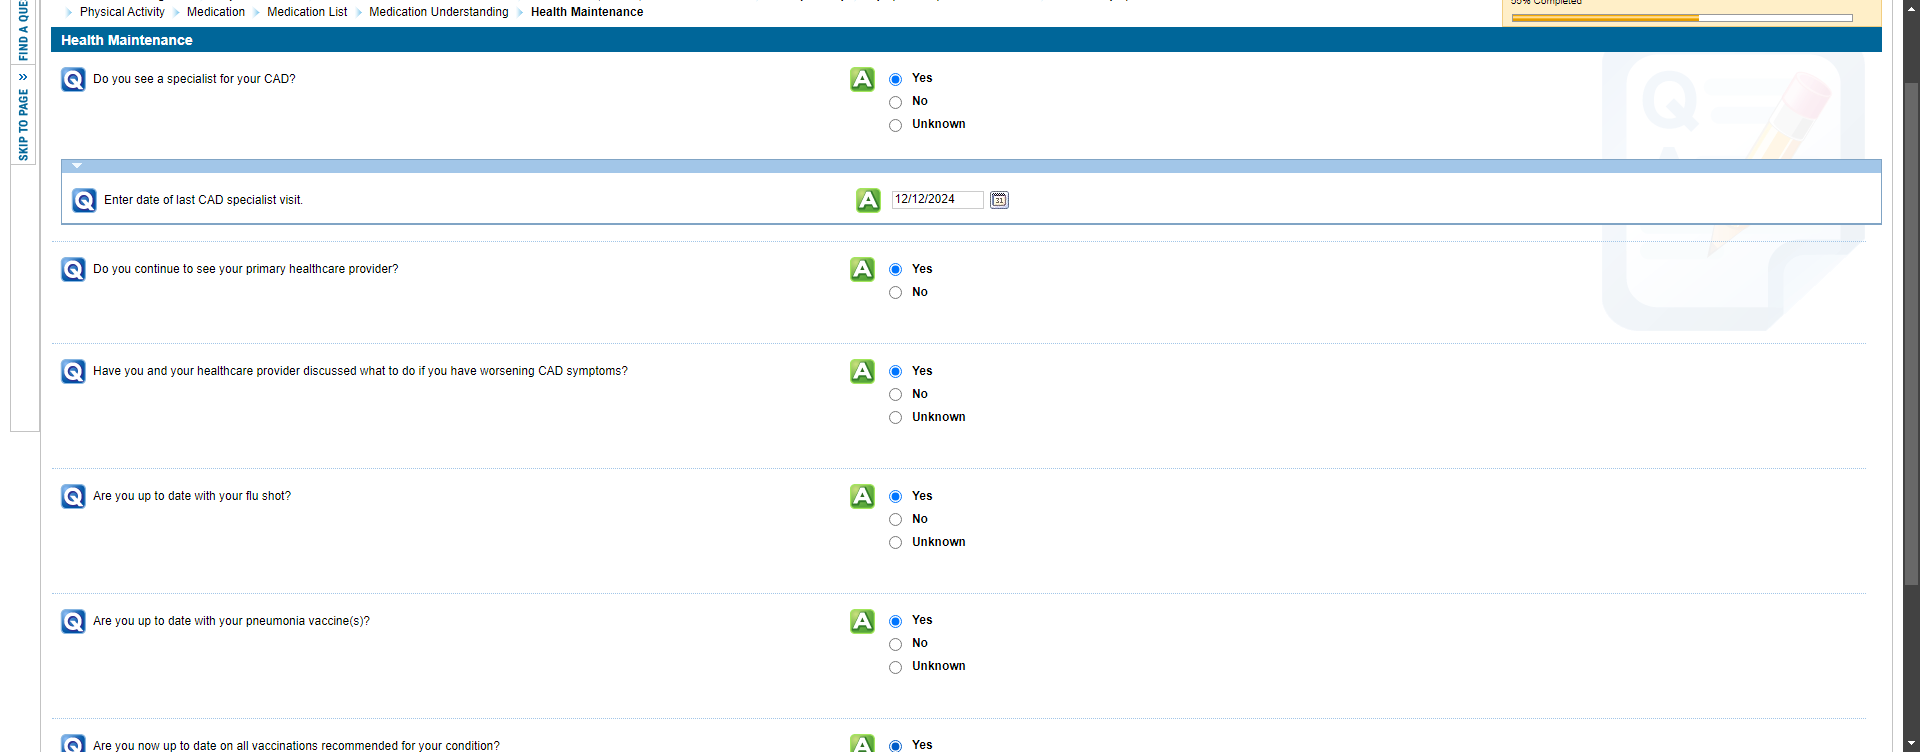 55% Completed
Physical Activity Medication Medication List Medication Understanding Health Maintenance
FIND A QUE
SKIP TO PAGE »
Health Maintenance
Q Do you see a specialist for your CAD? A Yes
No
Unknown
Q Enter date of last CAD specialist visit. A 12/12/2024 31
Q Do you continue to see your primary healthcare provider? A Yes
No
Q Have you and your healthcare provider discussed what to do if you have worsening CAD symptoms? A Yes
No
Unknown
Q Are you up to date with your flu shot? A Yes
No
Unknown
Q Are you up to date with your pneumonia vaccine(s)? A Yes
No
Unknown
Q Are you now up to date on all vaccinations recommended for your condition? A Yes